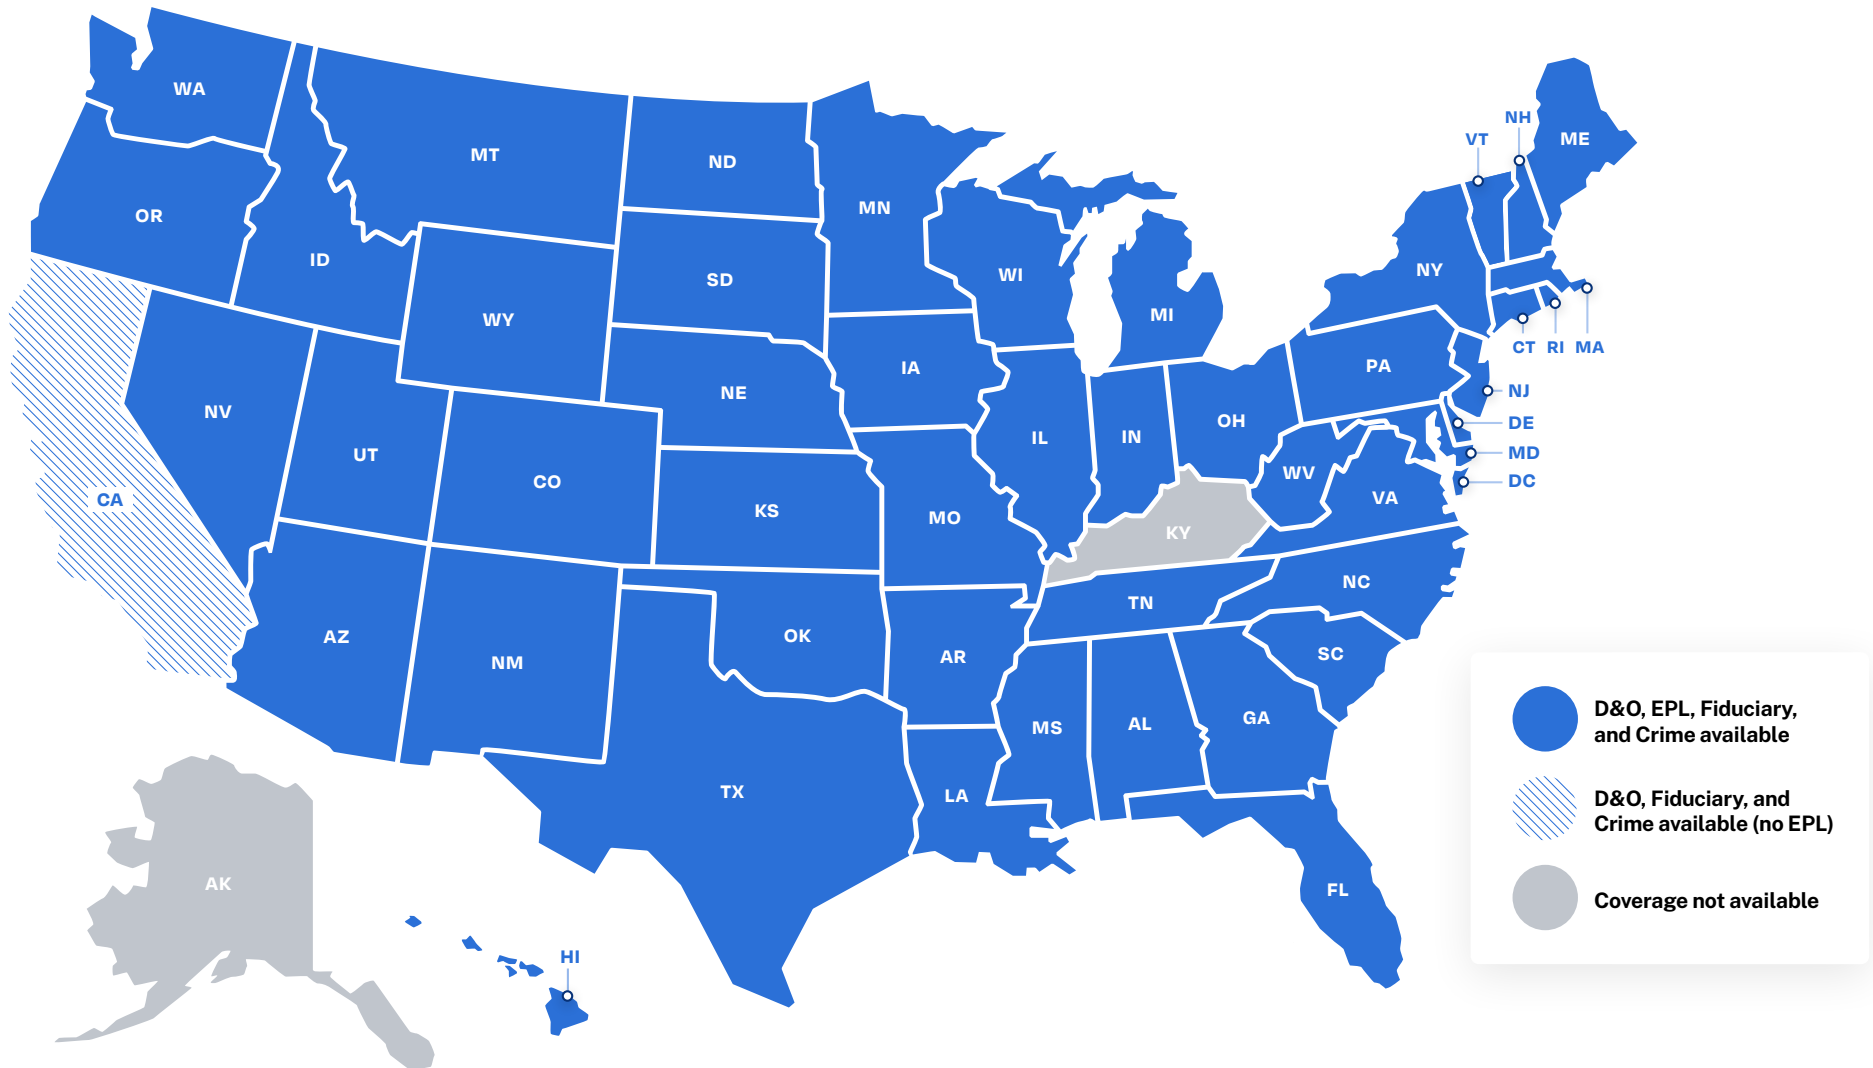 WA
MT
ND
MN
OR
ID
WY
SD
WI
MI
NY
VT
NH
ME
CT
RI
MA
PA
NJ
DE
MD
DC
NE
IA
IL
IN
OH
WV
VA
KY
NV
UT
CO
KS
MO
CA
AZ
NM
OK
AR
TN
NC
SC
MS
AL
GA
TX
LA
FL
AK
HI
D&O, EPL, Fiduciary,
and Crime available
D&O, Fiduciary, and
Crime available (no EPL)
Coverage not available